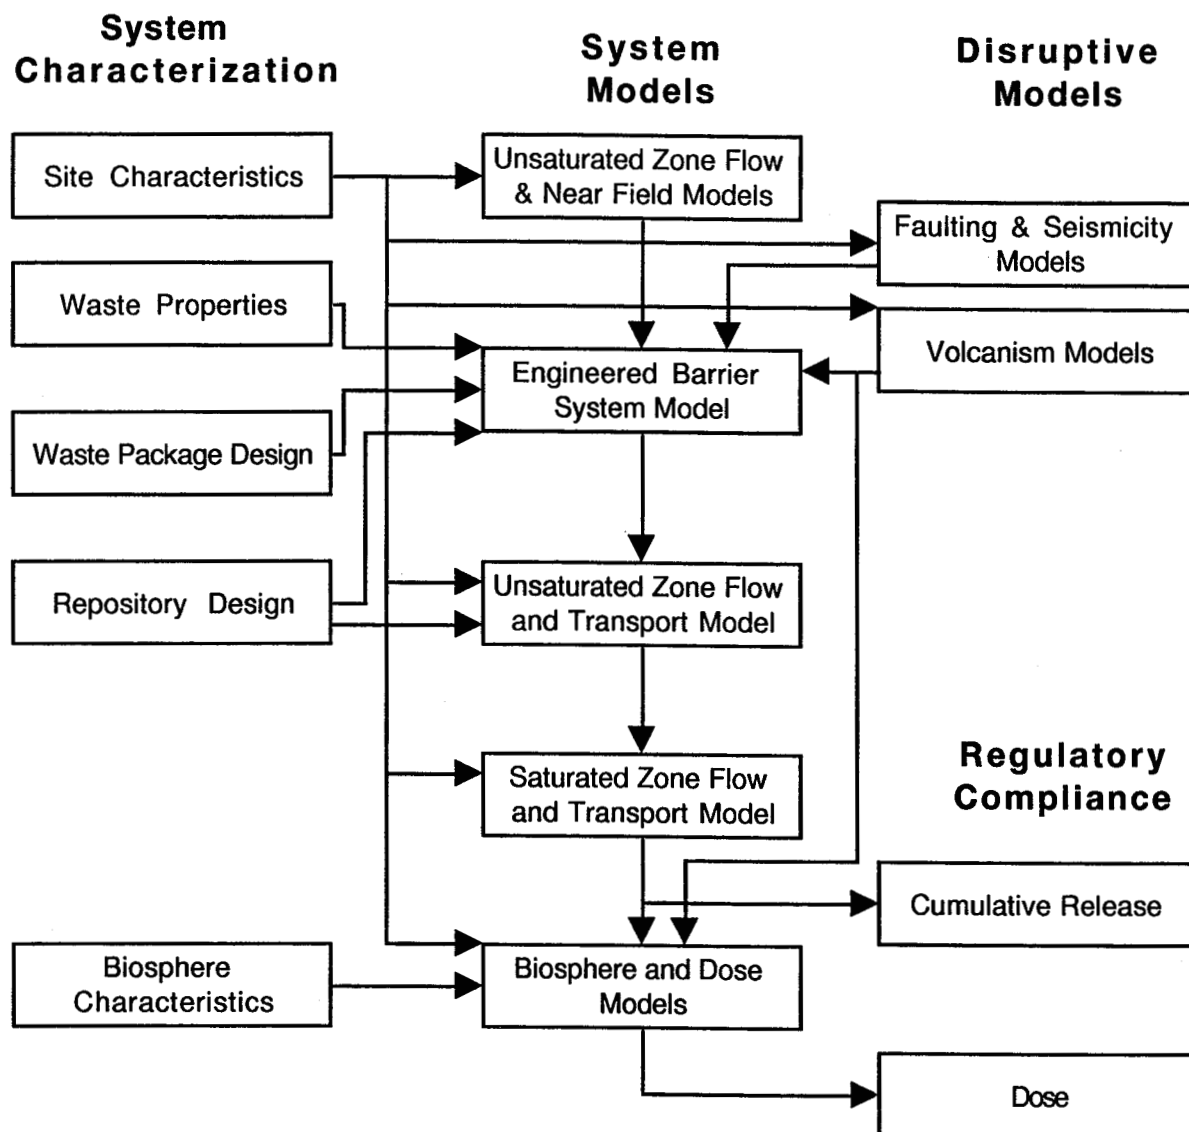 System
Characterization
System
Models
Disruptive
Models
Site Characteristics
Unsaturated Zone Flow
& Near Field Models
Faulting & Seismicity
Models
Waste Properties
Volcanism Models
Engineered Barrier
System Model
Waste Package Design
Repository Design
Unsaturated Zone Flow
and Transport Model
Saturated Zone Flow
and Transport Model
Regulatory
Compliance
Cumulative Release
Biosphere
Characteristics
Biosphere and Dose
Models
Dose